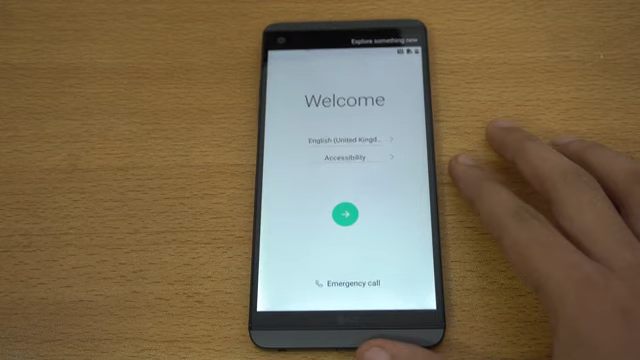 Explore something new
Welcome
English (United Kingd...
Accessibility
Emergency call